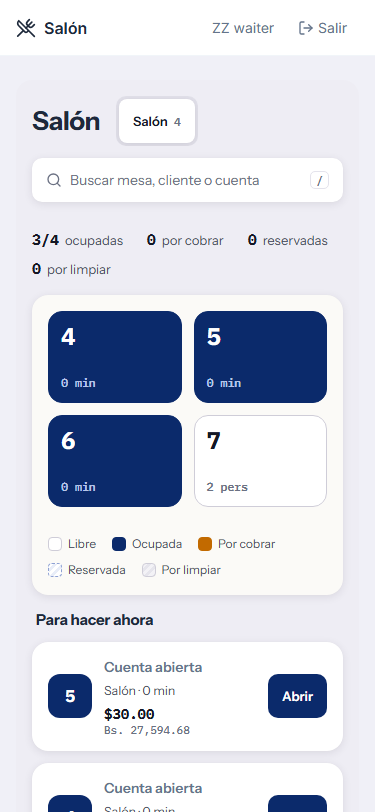 Salón
ZZ waiter
Salir
Salón
Salón 4
Buscar mesa, cliente o cuenta
/
3/4 ocupadas
0 por cobrar
0 reservadas
0 por limpiar
4
0 min
5
0 min
6
0 min
7
2 pers
Libre
Ocupada
Por cobrar
Reservada
Por limpiar
Para hacer ahora
5
Cuenta abierta
Salón · 0 min
$30.00
Bs. 27,594.68
Abrir
Cuenta abierta
Salón · 0 min